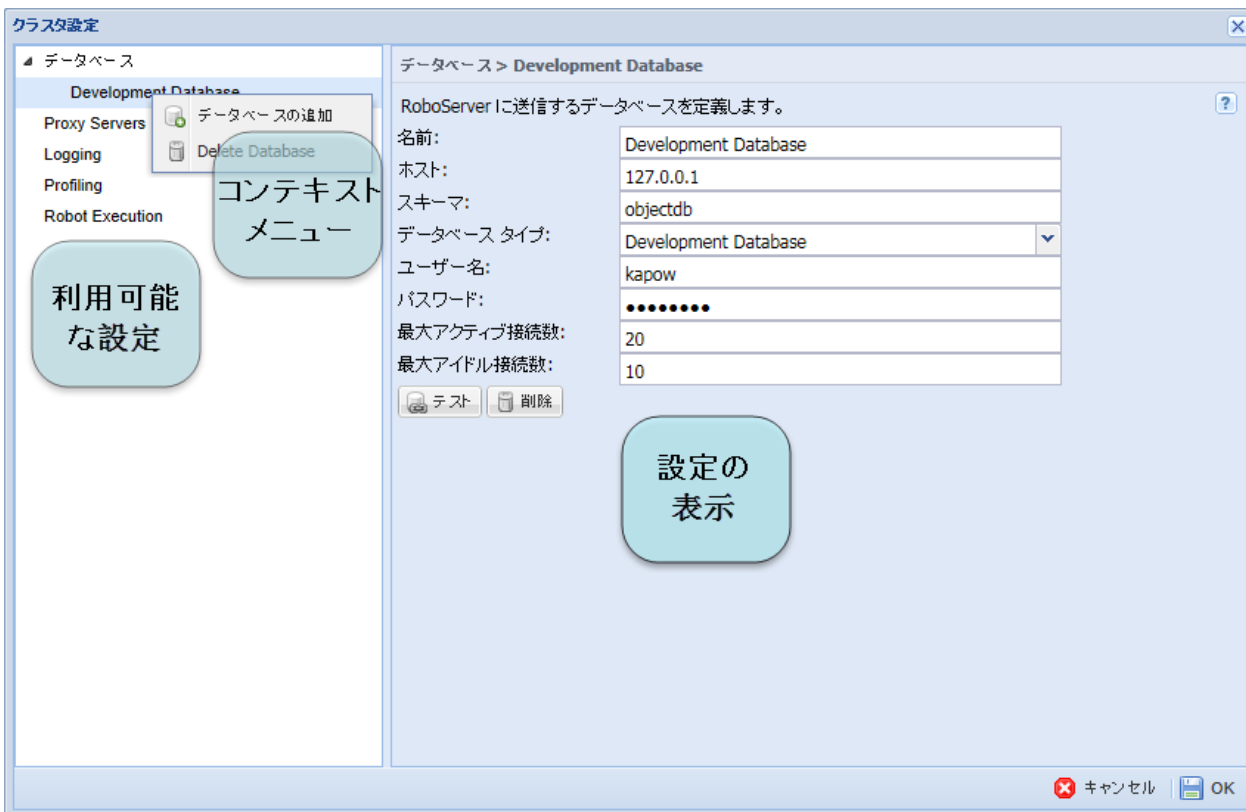 クラスタ設定
データベース
Development Database
Proxy Servers
Logging
Profiling
Robot Execution
データベースの追加
Delete Database
コンテキスト
メニュー
利用可能
な設定
データベース > Development Database
RoboServer に送信するデータベースを定義します。
?
名前:
Development Database
ホスト:
127.0.0.1
スキーマ:
objectdb
データベース タイプ:
Development Database
ユーザー名:
kapow
パスワード:
●●●●●●●●
最大アクティブ接続数:
20
最大アイドル接続数:
10
テスト
削除
設定の
表示
キャンセル
OK